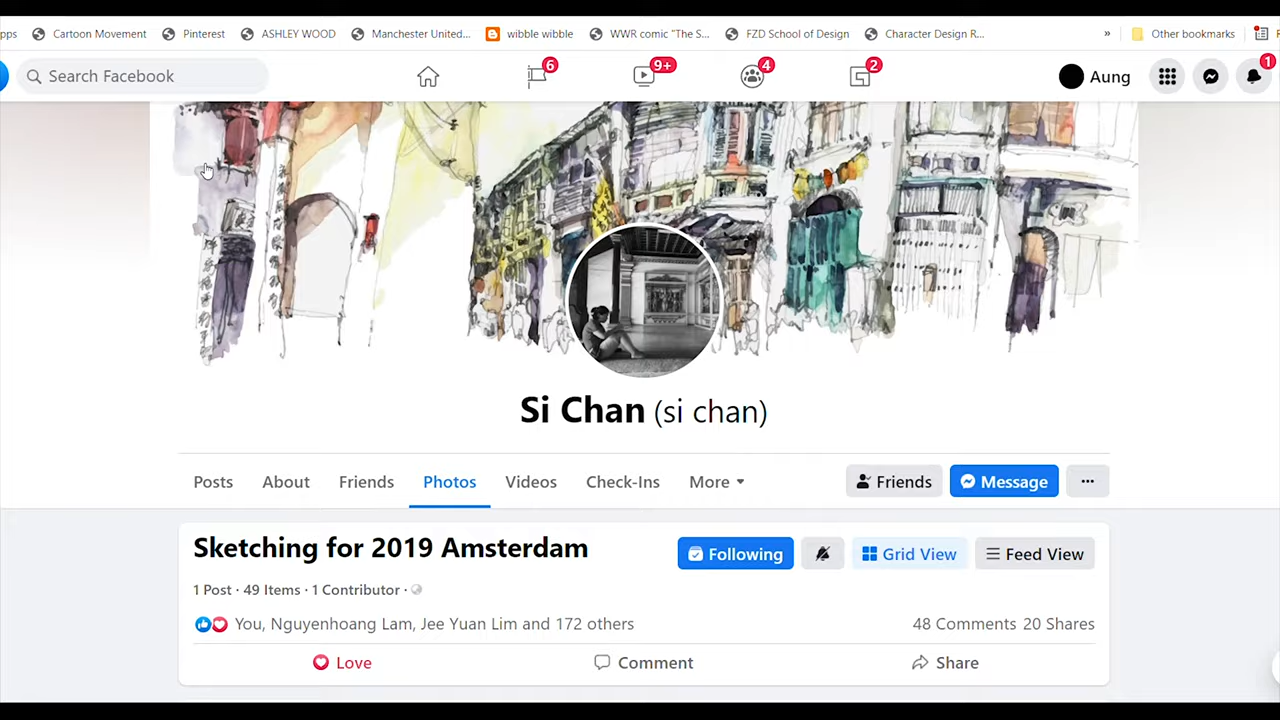 pps Cartoon Movement Pinterest ASHLEY WOOD Manchester United... wibble wibble WWR comic "The S... FZD School of Design Character Design R... » Other bookmarks
Search Facebook 6 9+ 4 2 Aung 1
Si Chan (si chan)
Posts About Friends Photos Videos Check-Ins More Friends Message ...
Sketching for 2019 Amsterdam Following Grid View Feed View
1 Post · 49 Items · 1 Contributor ·
You, Nguyenhoang Lam, Jee Yuan Lim and 172 others 48 Comments 20 Shares
Love Comment Share